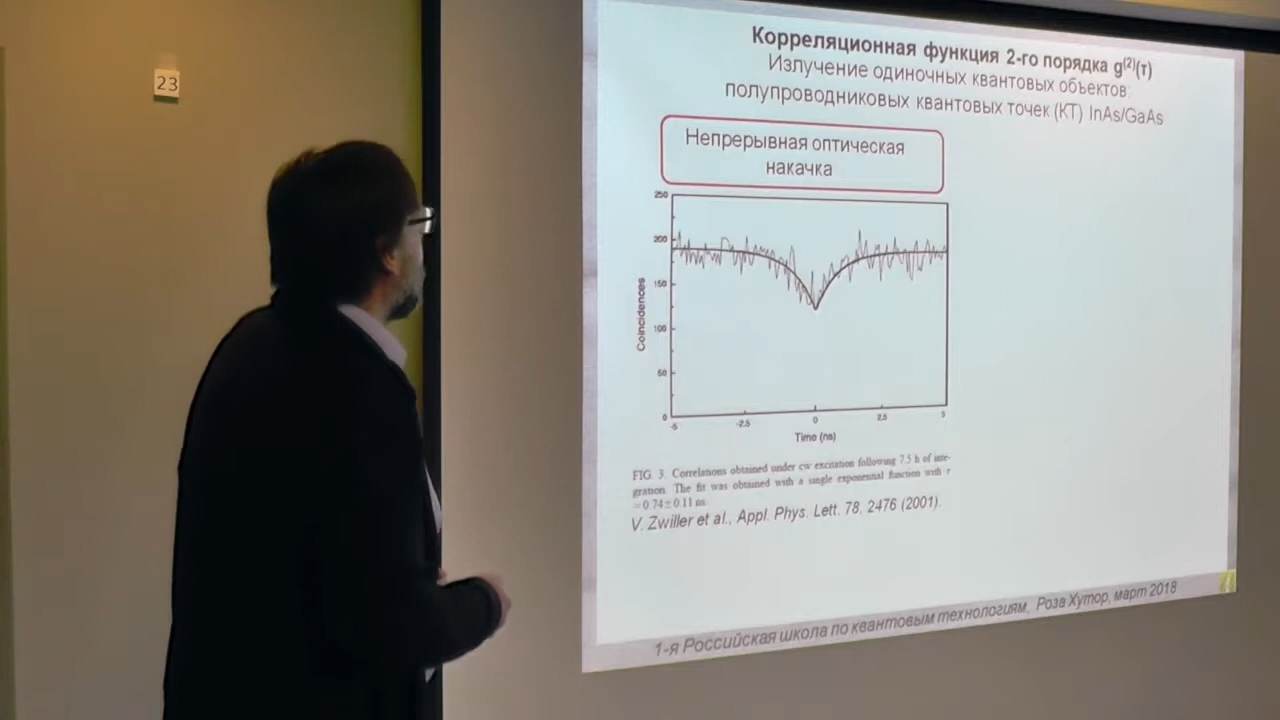 23
Корреляционная функция 2-го порядка g⁽²⁾(τ)
Излучение одиночных квантовых объектов:
полупроводниковых квантовых точек (КТ) InAs/GaAs
Непрерывная оптическая
накачка
250
200
150
100
50
0
Coincidences
-5
-2.5
0
2.5
5
Time (ns)
FIG. 3. Correlations obtained under cw excitation following 7.5 h of inte-
gration. The fit was obtained with a single exponential function with τ
=0.74±0.11 ns.
V. Zwiller et al., Appl. Phys. Lett. 78, 2476 (2001).
1-я Российская школа по квантовым технологиям, Роза Хутор, март 2018